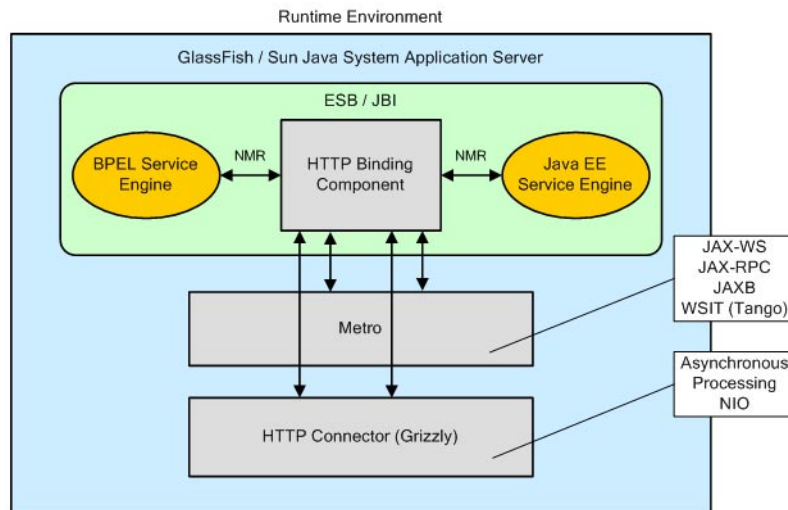 Runtime Environment
GlassFish / Sun Java System Application Server
ESB / JBI
BPEL Service
Engine
NMR
HTTP Binding
Component
NMR
Java EE
Service Engine
JAX-WS
JAX-RPC
JAXB
WSIT (Tango)
Metro
Asynchronous
Processing
NIO
HTTP Connector (Grizzly)